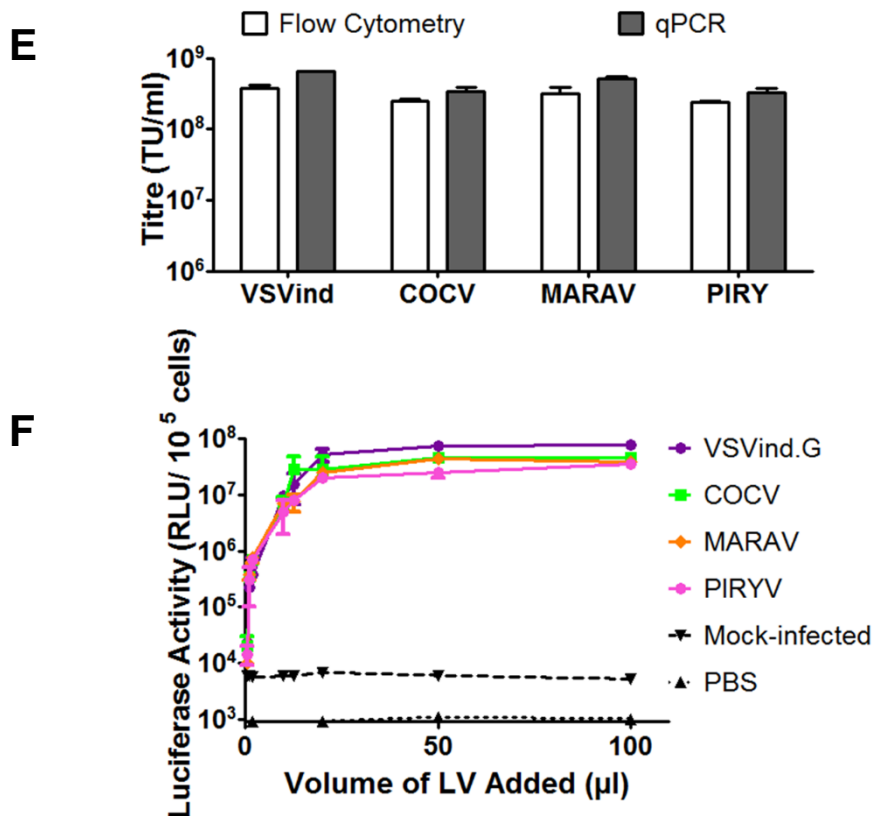 E
Flow Cytometry
qPCR
Titre (TU/ml)
10⁹
10⁸
10⁷
10⁶
VSVind
COCV
MARAV
PIRY
F
Luciferase Activity (RLU/ 10⁵ cells)
10⁸
10⁷
10⁶
10⁵
10⁴
10³
0
50
100
Volume of LV Added (µl)
VSVind.G
COCV
MARAV
PIRYV
Mock-infected
PBS